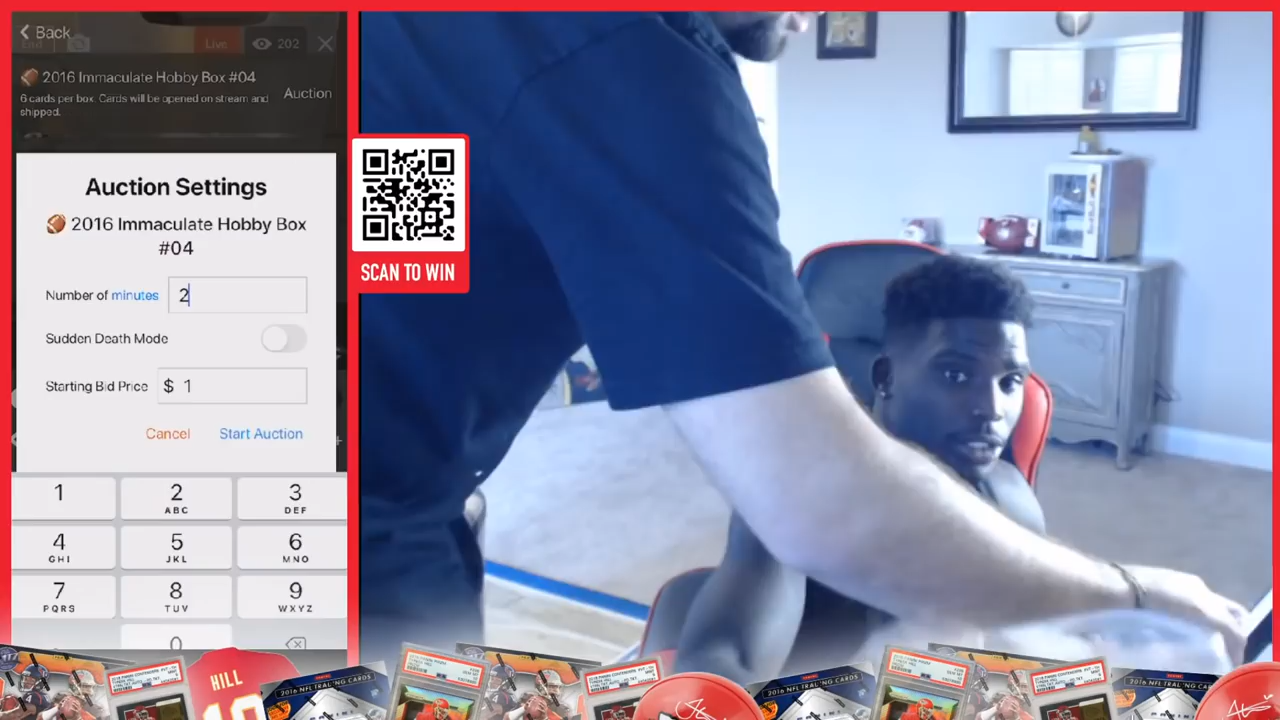 Back
End
Live
202
2016 Immaculate Hobby Box #04
6 cards per box. Cards will be opened on stream and
shipped.
Auction
Auction Settings
2016 Immaculate Hobby Box
#04
Number of minutes
2
Sudden Death Mode
Starting Bid Price
$ 1
Cancel
Start Auction
1
2
ABC
3
DEF
4
GHI
5
JKL
6
MNO
7
PQRS
8
TUV
9
WXYZ
0
SCAN TO WIN
HILL
2016 NFL TRADING CARDS
2016 NFL TRADING CARDS